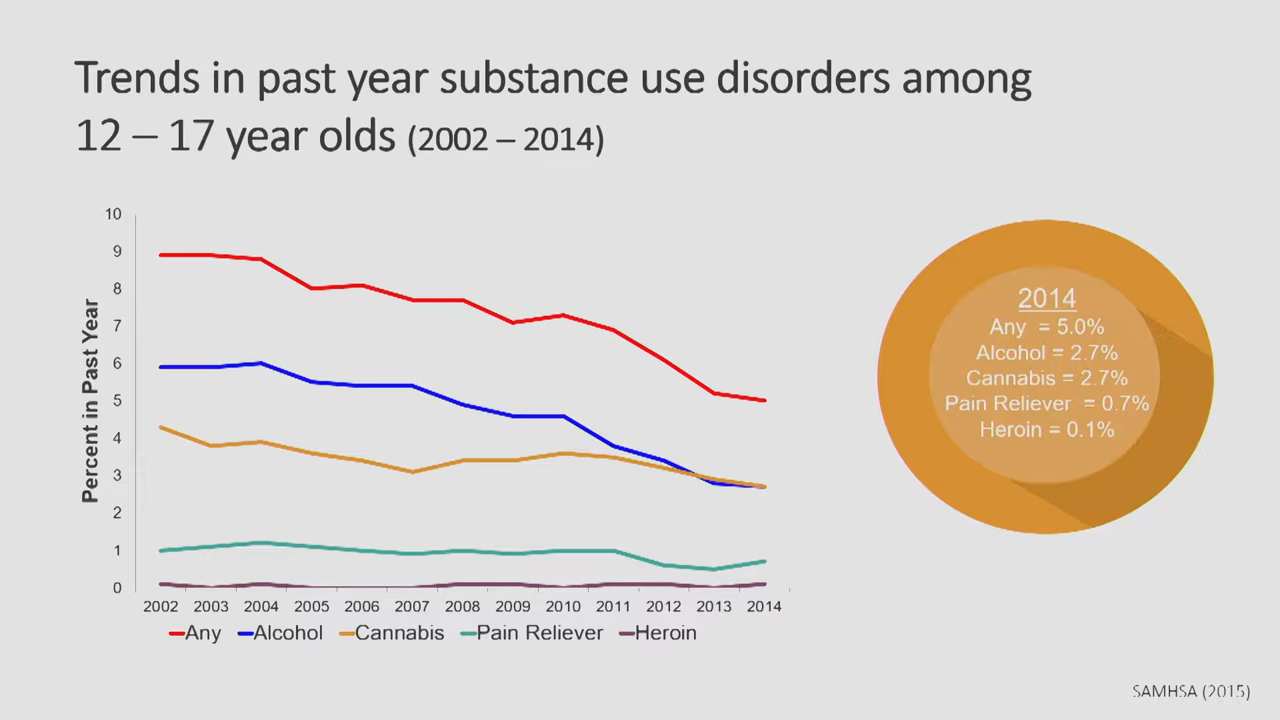 Trends in past year substance use disorders among
12 – 17 year olds (2002 – 2014)
10
9
8
7
6
5
4
3
2
1
0
Percent in Past Year
2002 2003 2004 2005 2006 2007 2008 2009 2010 2011 2012 2013 2014
Any Alcohol Cannabis Pain Reliever Heroin
2014
Any = 5.0%
Alcohol = 2.7%
Cannabis = 2.7%
Pain Reliever = 0.7%
Heroin = 0.1%
SAMHSA (2015)